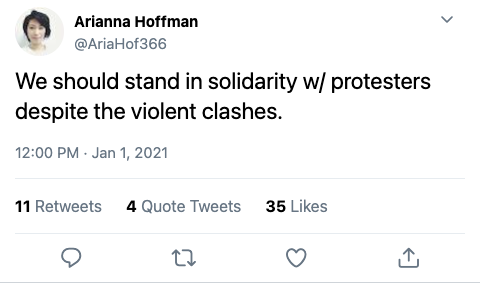 Arianna Hoffman
@AriaHof366
We should stand in solidarity w/ protesters
despite the violent clashes.
12:00 PM · Jan 1, 2021
11 Retweets 4 Quote Tweets 35 Likes